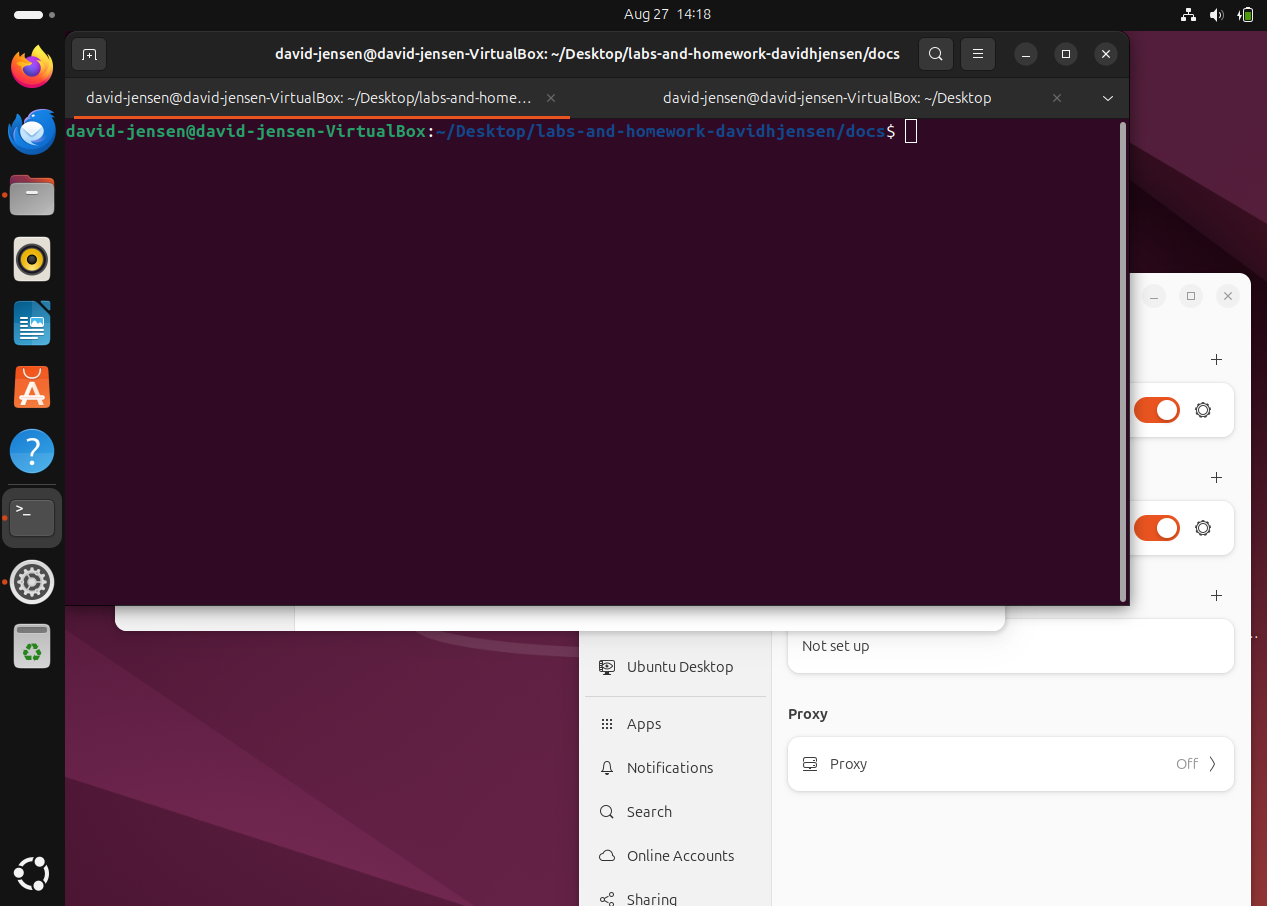 Aug 27 14:18
david-jensen@david-jensen-VirtualBox: ~/Desktop/labs-and-homework-davidhjensen/docs
david-jensen@david-jensen-VirtualBox: ~/Desktop/labs-and-home…
david-jensen@david-jensen-VirtualBox: ~/Desktop
david-jensen@david-jensen-VirtualBox:~/Desktop/labs-and-homework-davidhjensen/docs$
>_
Not set up
Ubuntu Desktop
Proxy
Apps
Proxy
Off
Notifications
Search
Online Accounts
Sharing